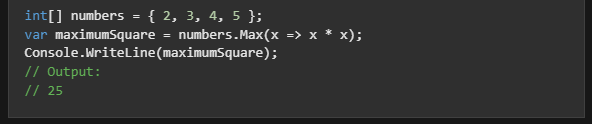 int[] numbers = { 2, 3, 4, 5 };
var maximumSquare = numbers.Max(x => x * x);
Console.WriteLine(maximumSquare);
// Output:
// 25